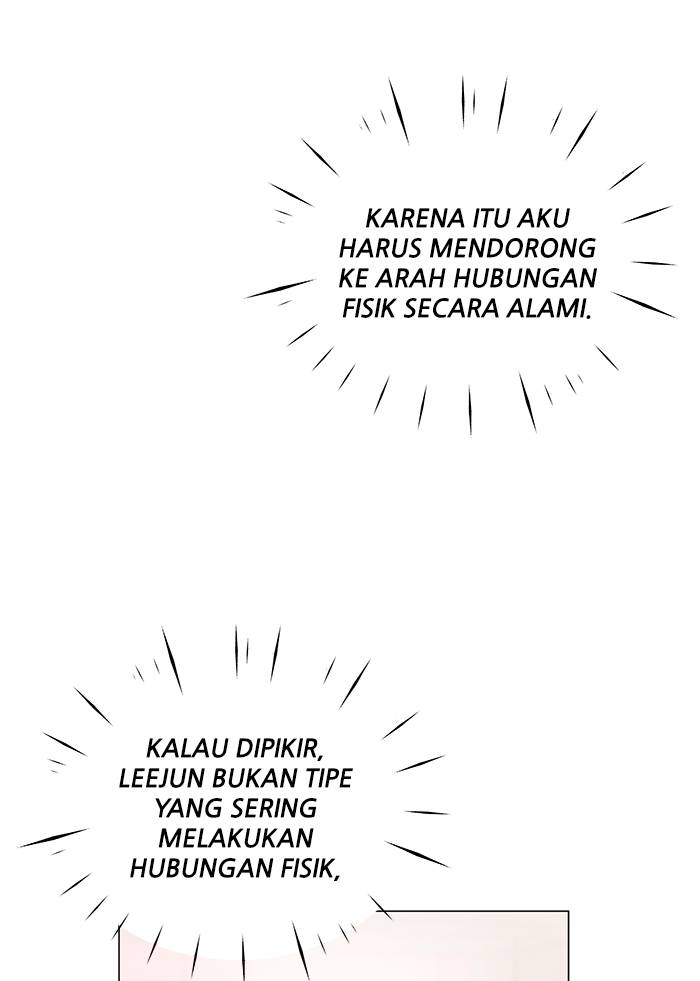 KARENA ITU AKU
HARUS MENDORONG
KE ARAH HUBUNGAN
FISIK SECARA ALAMI.
KALAU DIPIKIR,
LEEJUN BUKAN TIPE
YANG SERING
MELAKUKAN
HUBUNGAN FISIK,